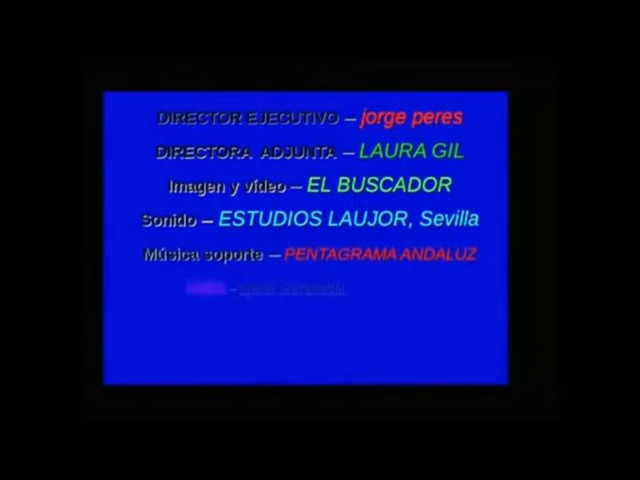 DIRECTOR EJECUTIVO – jorge peres
DIRECTORA ADJUNTA – LAURA GIL
Imagen y vídeo – EL BUSCADOR
Sonido – ESTUDIOS LAUJOR, Sevilla
Música soporte – PENTAGRAMA ANDALUZ